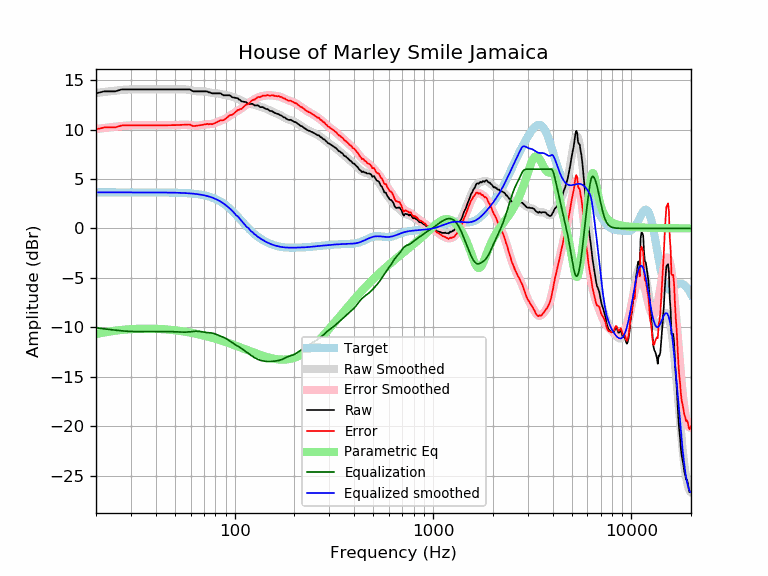 House of Marley Smile Jamaica
Amplitude (dBr)
15
10
5
0
−5
−10
−15
−20
−25
Target
Raw Smoothed
Error Smoothed
Raw
Error
Parametric Eq
Equalization
Equalized smoothed
100
1000
10000
Frequency (Hz)